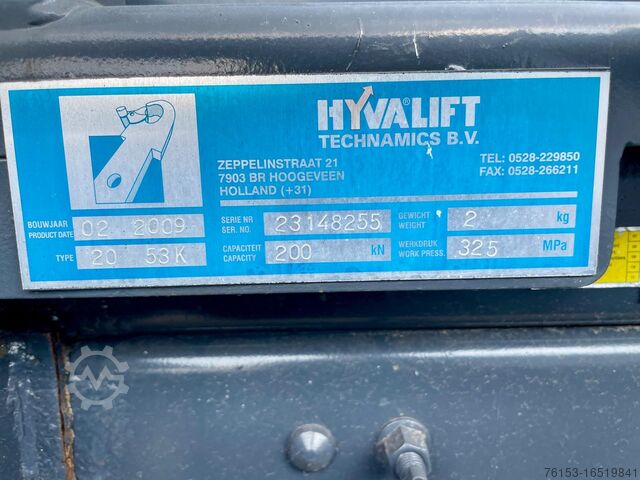 HYVALIFT
TECHNAMICS B.V.
ZEPPELINSTRAAT 21
7903 BR HOOGEVEEN
HOLLAND (+31)
TEL: 0528-229850
FAX: 0528-266211
BOUWJAAR
PRODUCT DATE
02 2009
SERIE NR
SER. NO.
23148255
GEWICHT
WEIGHT
2 kg
TYPE
20 53K
CAPACITEIT
CAPACITY
200 kN
WERKDRUK
WORK PRESS.
325 MPa
76153-16519841